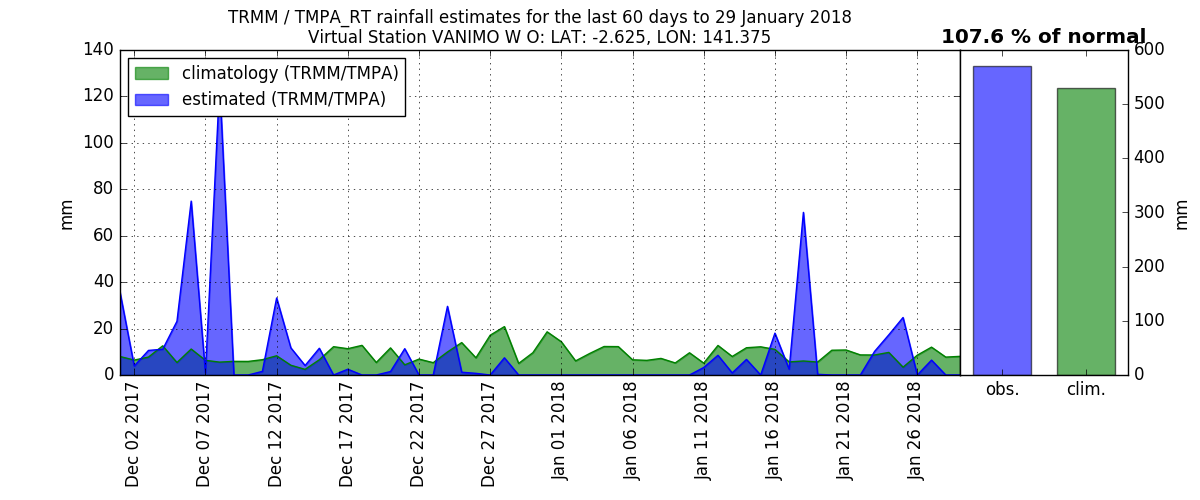 TRMM / TMPA_RT rainfall estimates for the last 60 days to 29 January 2018
Virtual Station VANIMO W O: LAT: -2.625, LON: 141.375
107.6 % of normal
climatology (TRMM/TMPA)
estimated (TRMM/TMPA)
140
120
100
80
60
40
20
0
mm
Dec 02 2017
Dec 07 2017
Dec 12 2017
Dec 17 2017
Dec 22 2017
Dec 27 2017
Jan 01 2018
Jan 06 2018
Jan 11 2018
Jan 16 2018
Jan 21 2018
Jan 26 2018
obs.
clim.
600
500
400
300
200
100
0
mm